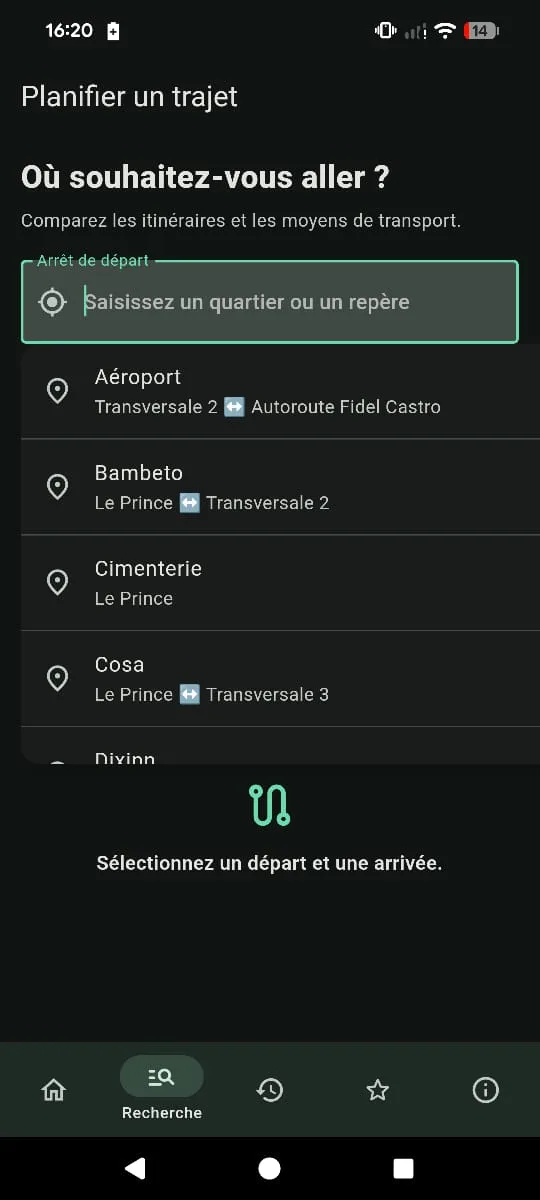 16:20
14
Planifier un trajet
Où souhaitez-vous aller ?
Comparez les itinéraires et les moyens de transport.
Arrêt de départ
Saisissez un quartier ou un repère
Aéroport
Transversale 2 ↔️ Autoroute Fidel Castro
Bambeto
Le Prince ↔️ Transversale 2
Cimenterie
Le Prince
Cosa
Le Prince ↔️ Transversale 3
Dixinn
Sélectionnez un départ et une arrivée.
Recherche